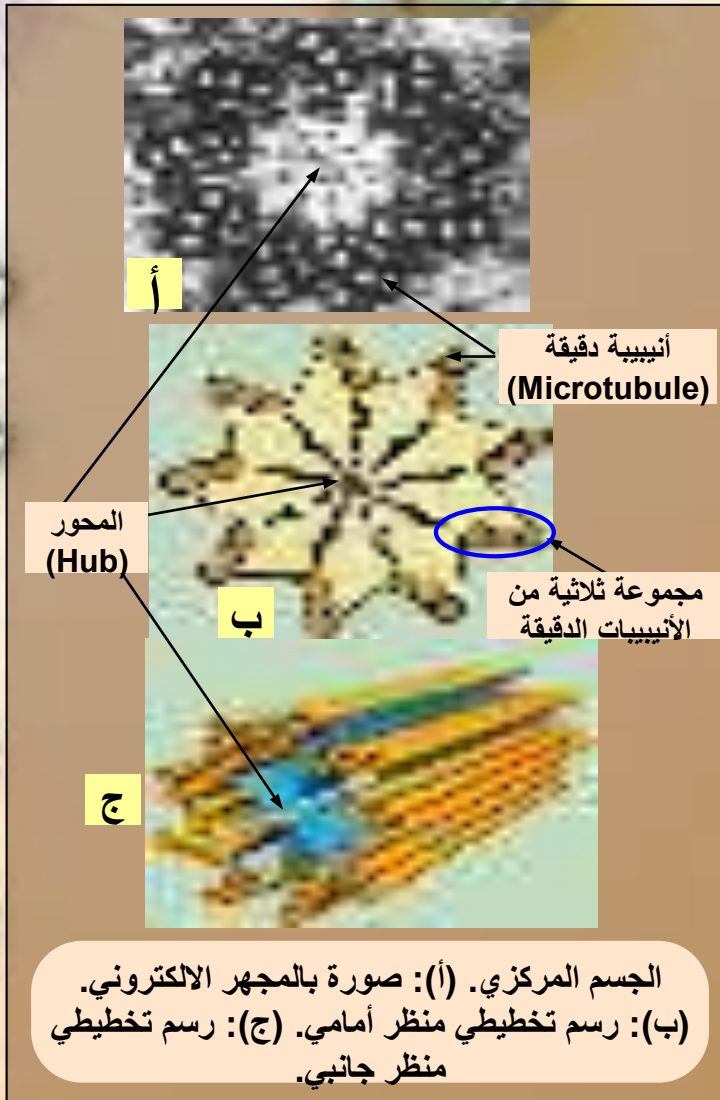 أ
أنيبيبة دقيقة
(Microtubule)
المحور
(Hub)
ب
مجموعة ثلاثية من
الأنيبيبات الدقيقة
ج
الجسم المركزي. (أ): صورة بالمجهر الالكتروني.
(ب): رسم تخطيطي منظر أمامي. (ج): رسم تخطيطي
منظر جانبي.